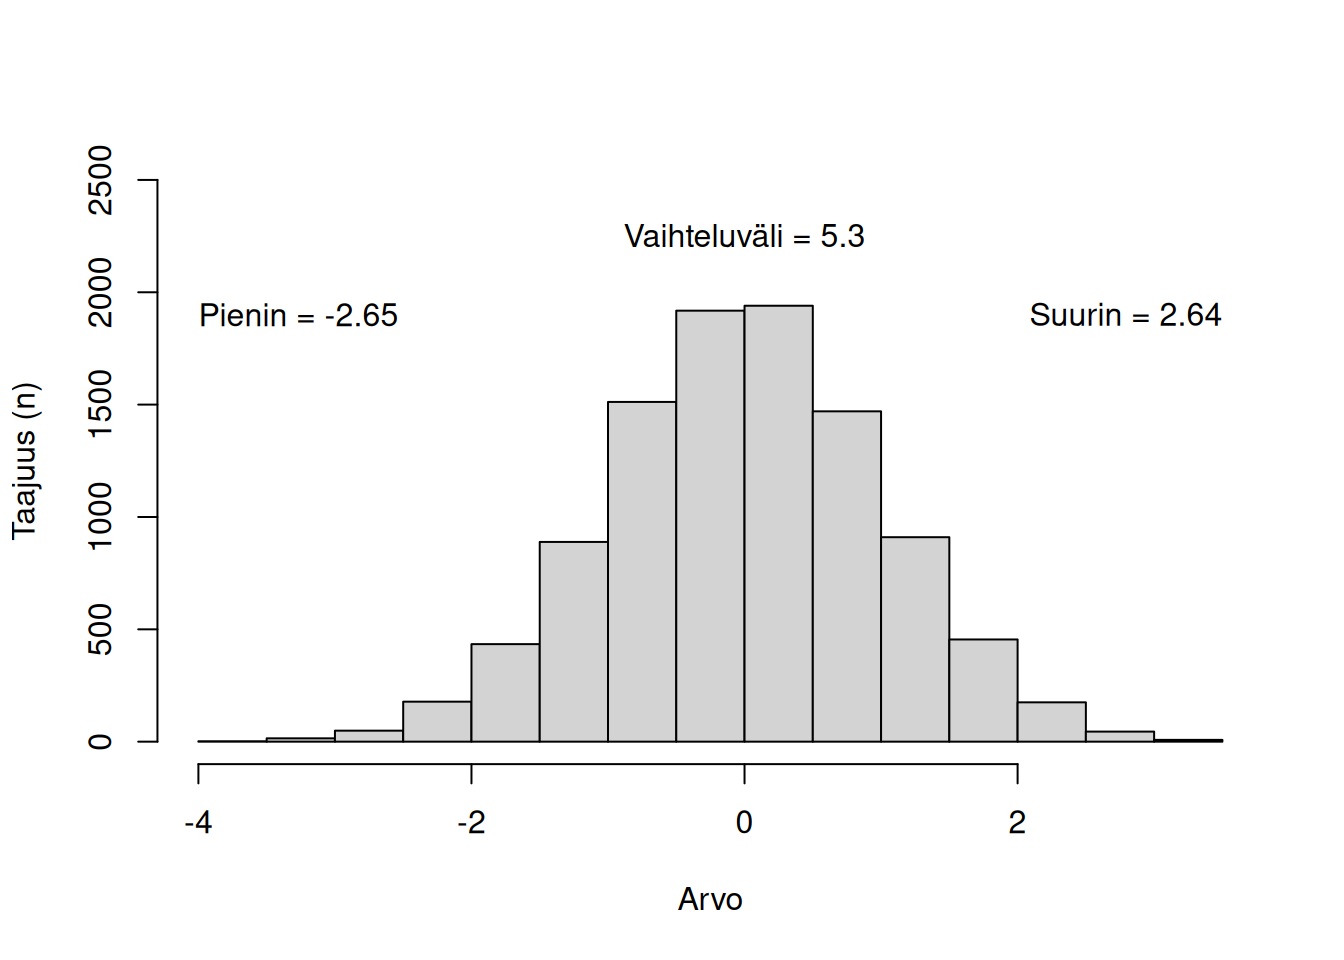 Vaihteluväli = 5.3
Pienin = -2.65
Suurin = 2.64
Taajuus (n)
2500
2000
1500
1000
500
0
-4
-2
0
2
Arvo